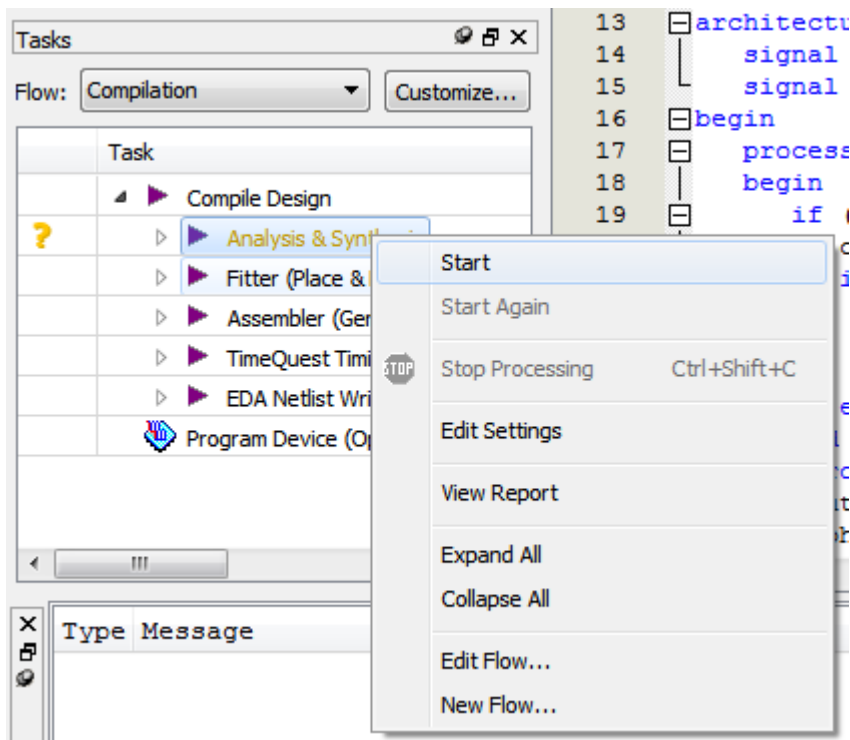 Tasks
Flow: Compilation Customize...
Task
Compile Design
? Analysis & Synthesis
Fitter (Place &
Assembler (Ger
TimeQuest Timi
EDA Netlist Wri
Program Device (Op
Type Message
13 architectu
14 signal
15 signal
16 begin
17 process
18 begin
19 if (
Start
Start Again
STOP Stop Processing Ctrl+Shift+C
Edit Settings
View Report
Expand All
Collapse All
Edit Flow...
New Flow...